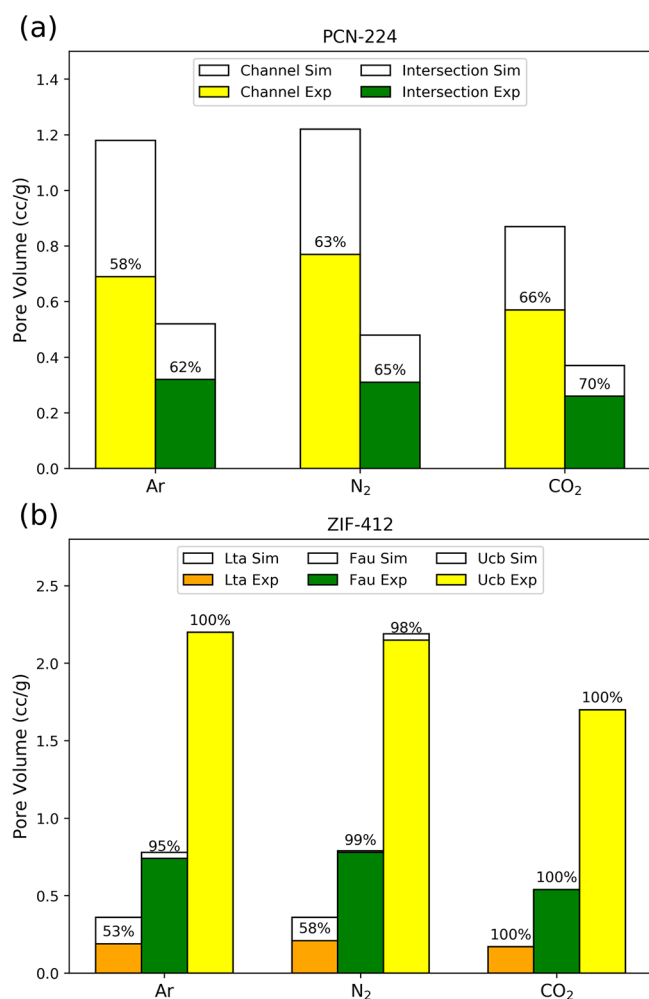 (a)
PCN-224
Channel Sim Intersection Sim
Channel Exp Intersection Exp
Pore Volume (cc/g)
1.4
1.2
1.0
0.8
0.6
0.4
0.2
0.0
58%
62%
63%
65%
66%
70%
Ar N₂ CO₂
(b)
ZIF-412
Lta Sim Fau Sim Ucb Sim
Lta Exp Fau Exp Ucb Exp
Pore Volume (cc/g)
2.5
2.0
1.5
1.0
0.5
0.0
53%
95%
100%
58%
99%
98%
100%
100%
100%
Ar N₂ CO₂